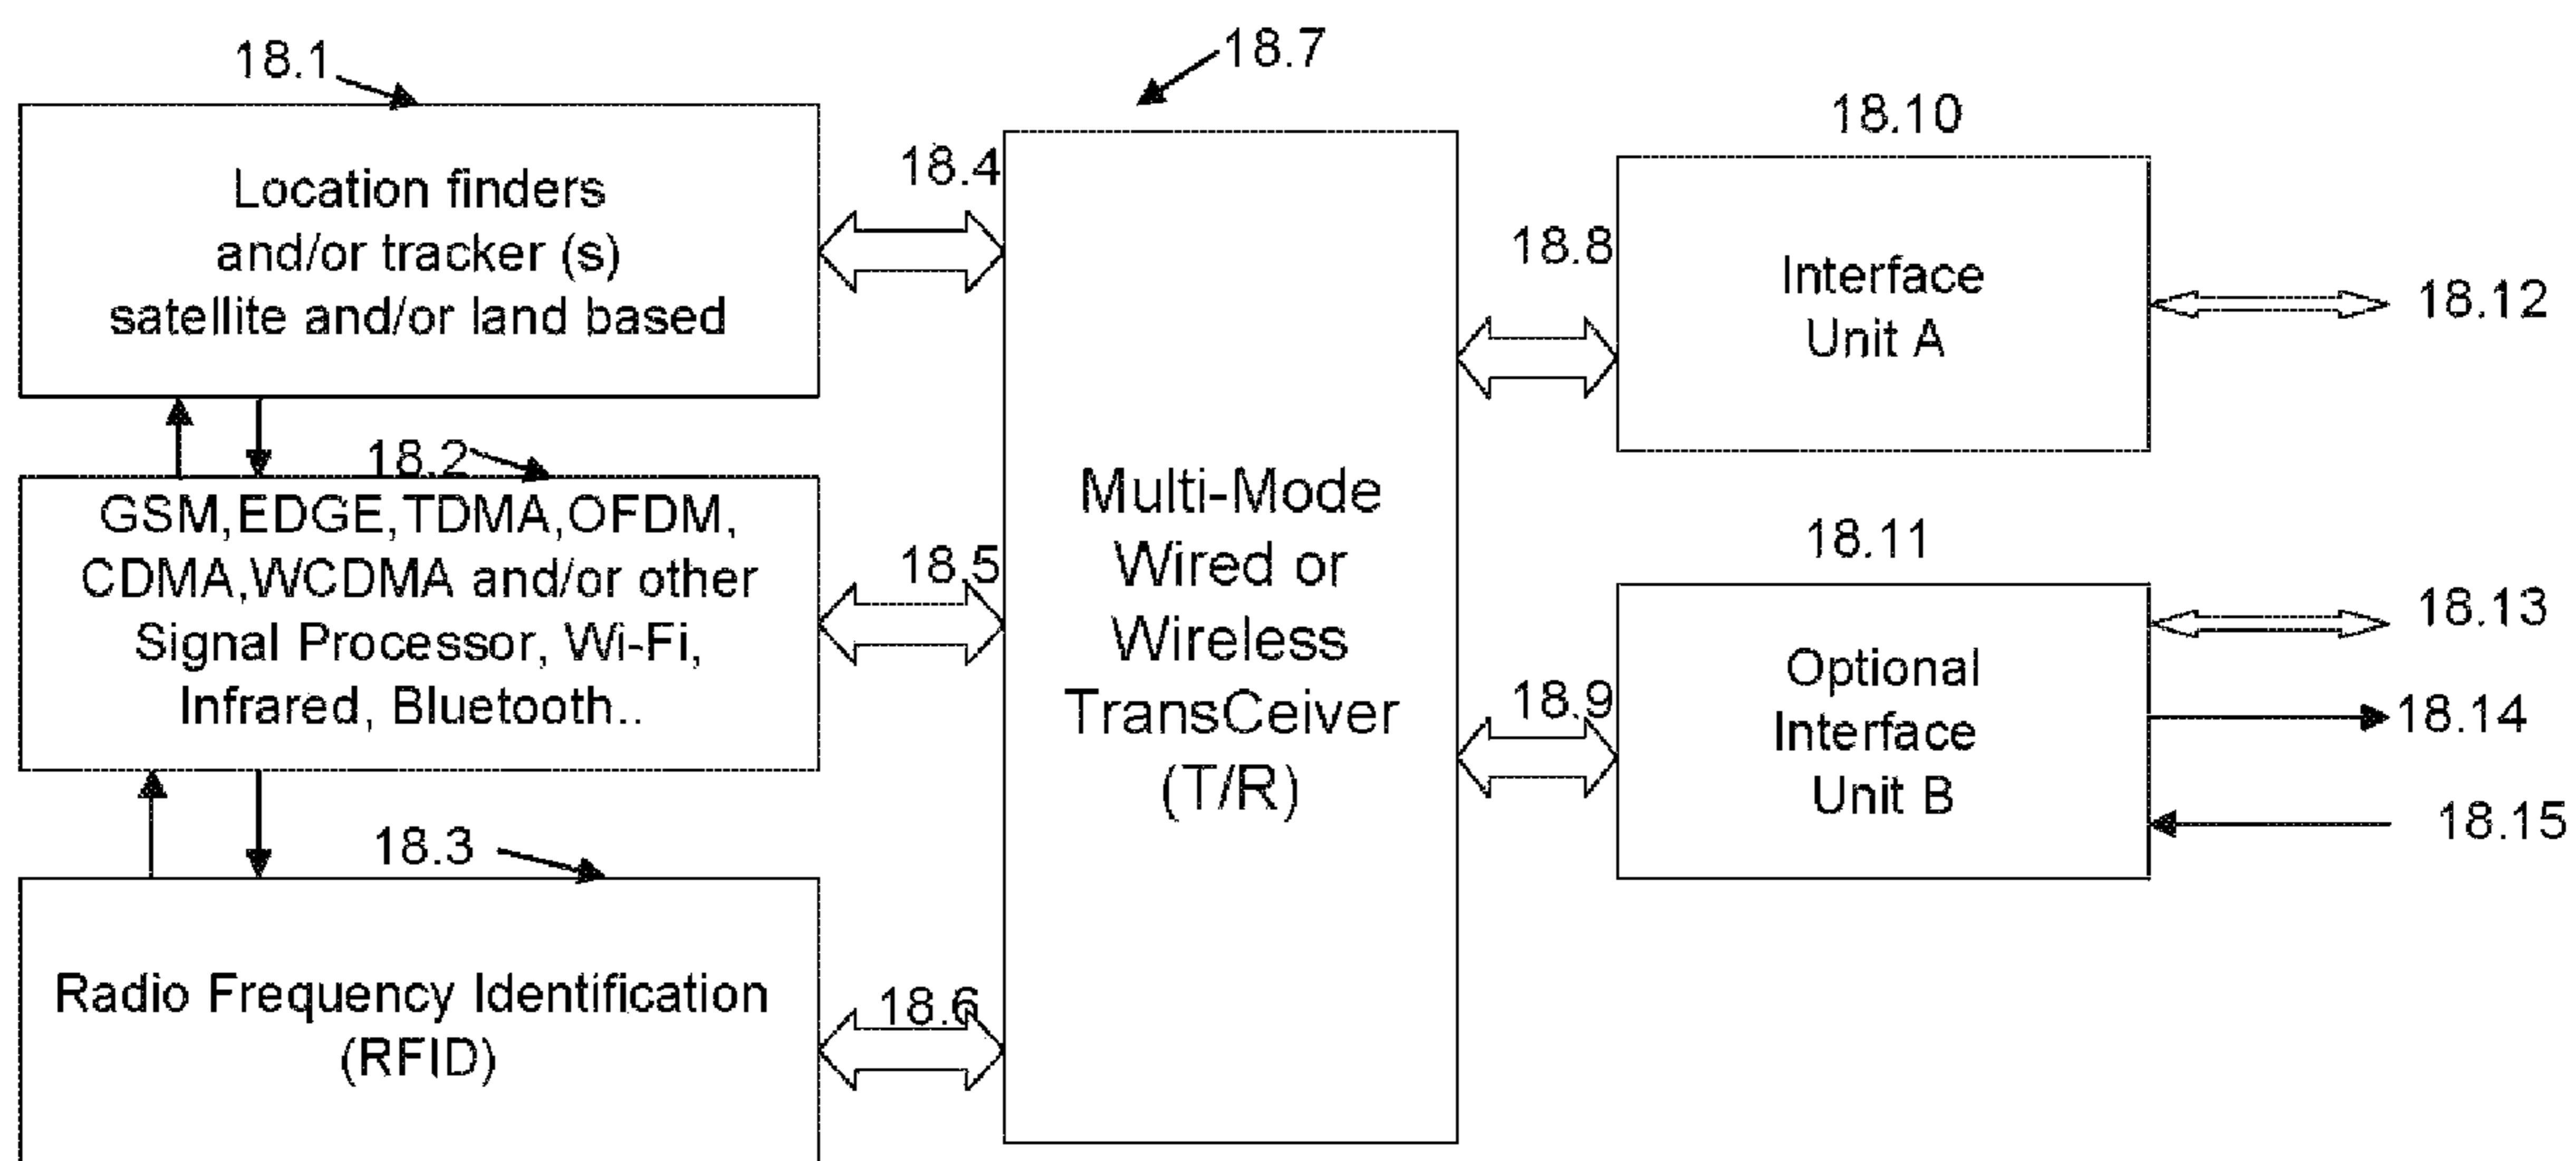 18.1
Location finders
and/or tracker (s)
satellite and/or land based
18.2
GSM,EDGE,TDMA,OFDM,
CDMA,WCDMA and/or other
Signal Processor, Wi-Fi,
Infrared, Bluetooth..
18.3
Radio Frequency Identification
(RFID)
18.4
18.5
18.6
18.7
Multi-Mode
Wired or
Wireless
TransCeiver
(T/R)
18.8
18.9
18.10
Interface
Unit A
18.11
Optional
Interface
Unit B
18.12
18.13
18.14
18.15